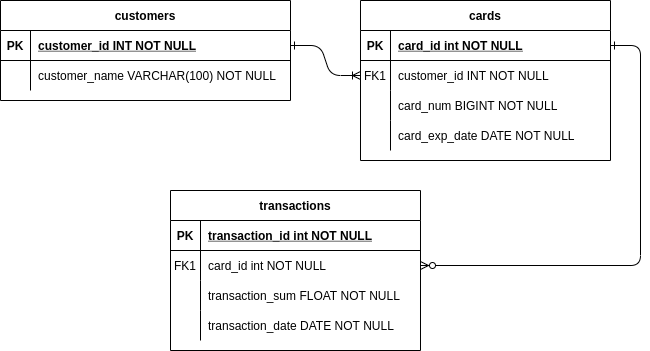 customers
PK customer_id INT NOT NULL
customer_name VARCHAR(100) NOT NULL
cards
PK card_id int NOT NULL
FK1 customer_id INT NOT NULL
card_num BIGINT NOT NULL
card_exp_date DATE NOT NULL
transactions
PK transaction_id int NOT NULL
FK1 card_id int NOT NULL
transaction_sum FLOAT NOT NULL
transaction_date DATE NOT NULL